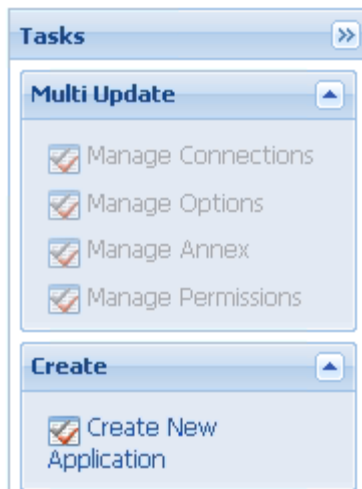 Tasks
Multi Update
Manage Connections
Manage Options
Manage Annex
Manage Permissions
Create
Create New
Application